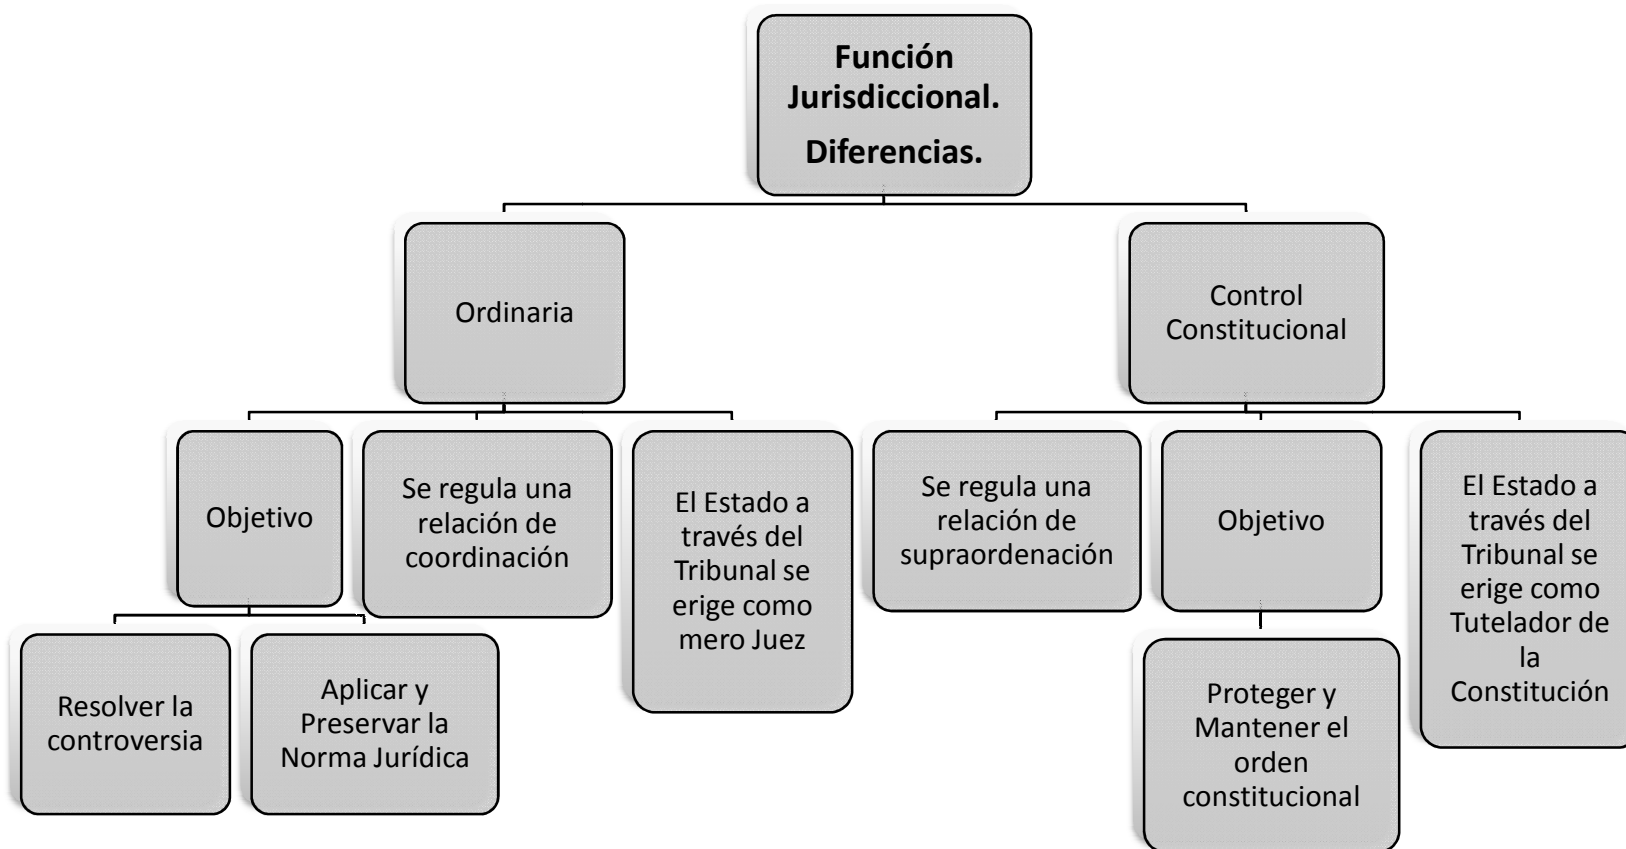 Función
Jurisdiccional.
Diferencias.
Ordinaria
Control
Constitucional
Objetivo
Se regula una
relación de
coordinación
El Estado a
través del
Tribunal se
erige como
mero Juez
Se regula una
relación de
supraordenación
Objetivo
El Estado a
través del
Tribunal se
erige como
Tutelador de
la
Constitución
Resolver la
controversia
Aplicar y
Preservar la
Norma Jurídica
Proteger y
Mantener el
orden
constitucional